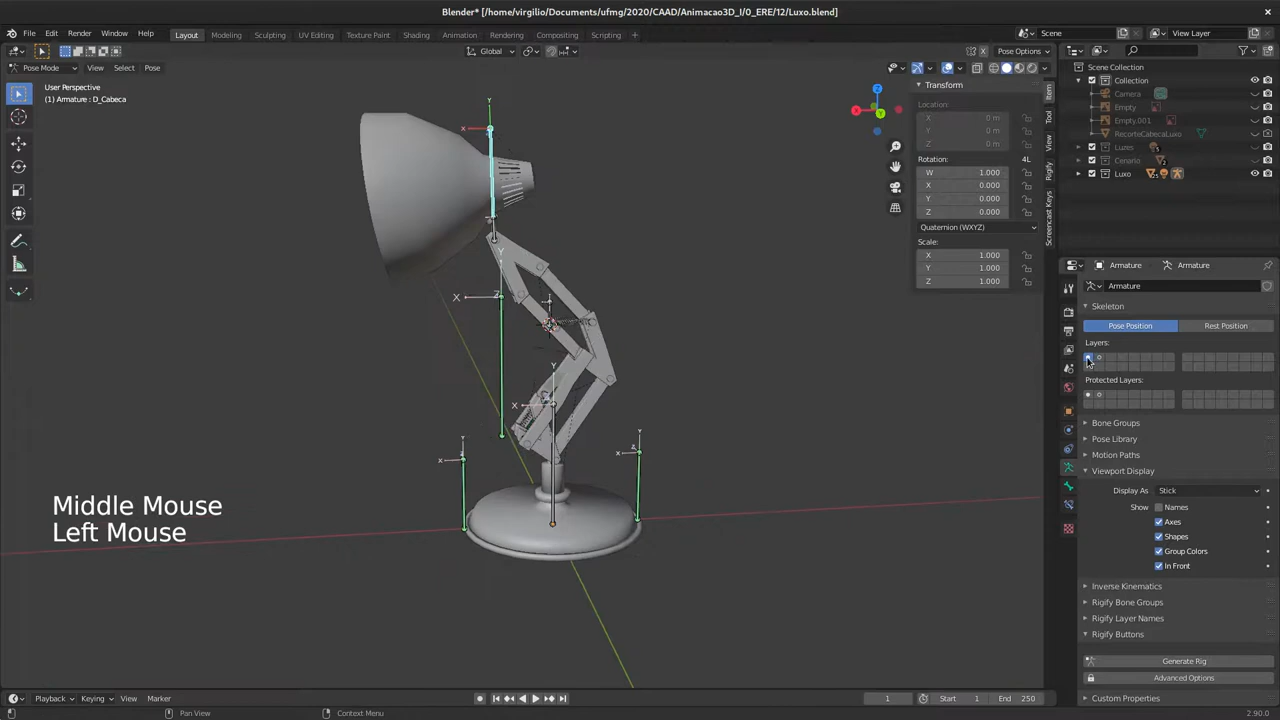 Blender* [/home/virgilio/Documents/ufmg/2020/CAAD/Animacao3D_I/0_ERE/12/Luxo.blend]
File Edit Render Window Help Layout Modeling Sculpting UV Editing Texture Paint Shading Animation Rendering Compositing Scripting + Scene View Layer
Global Pose Options
Pose Mode View Select Pose
User Perspective
(1) Armature : D_Cabeca
Transform
Location:
X 0 m
Y 0 m
Z 0 m
Rotation: 4L
W 1.000
X 0.000
Y 0.000
Z 0.000
Quaternion (WXYZ)
Scale:
X 1.000
Y 1.000
Z 1.000
Item
Tool
View
Rigify
Screencast Keys
Scene Collection
Collection
Camera
Empty
Empty.001
RecorteCabecaLuxo
Luzes
Cenario
Luxo
Armature Armature
Armature
Skeleton
Pose Position Rest Position
Layers:
Protected Layers:
Bone Groups
Pose Library
Motion Paths
Viewport Display
Display As Stick
Show Names
Axes
Shapes
Group Colors
In Front
Inverse Kinematics
Rigify Bone Groups
Rigify Layer Names
Rigify Buttons
Generate Rig
Advanced Options
Custom Properties
Middle Mouse
Left Mouse
Playback Keying View Marker 1 Start 1 End 250
Select Pan View Context Menu 2.90.0